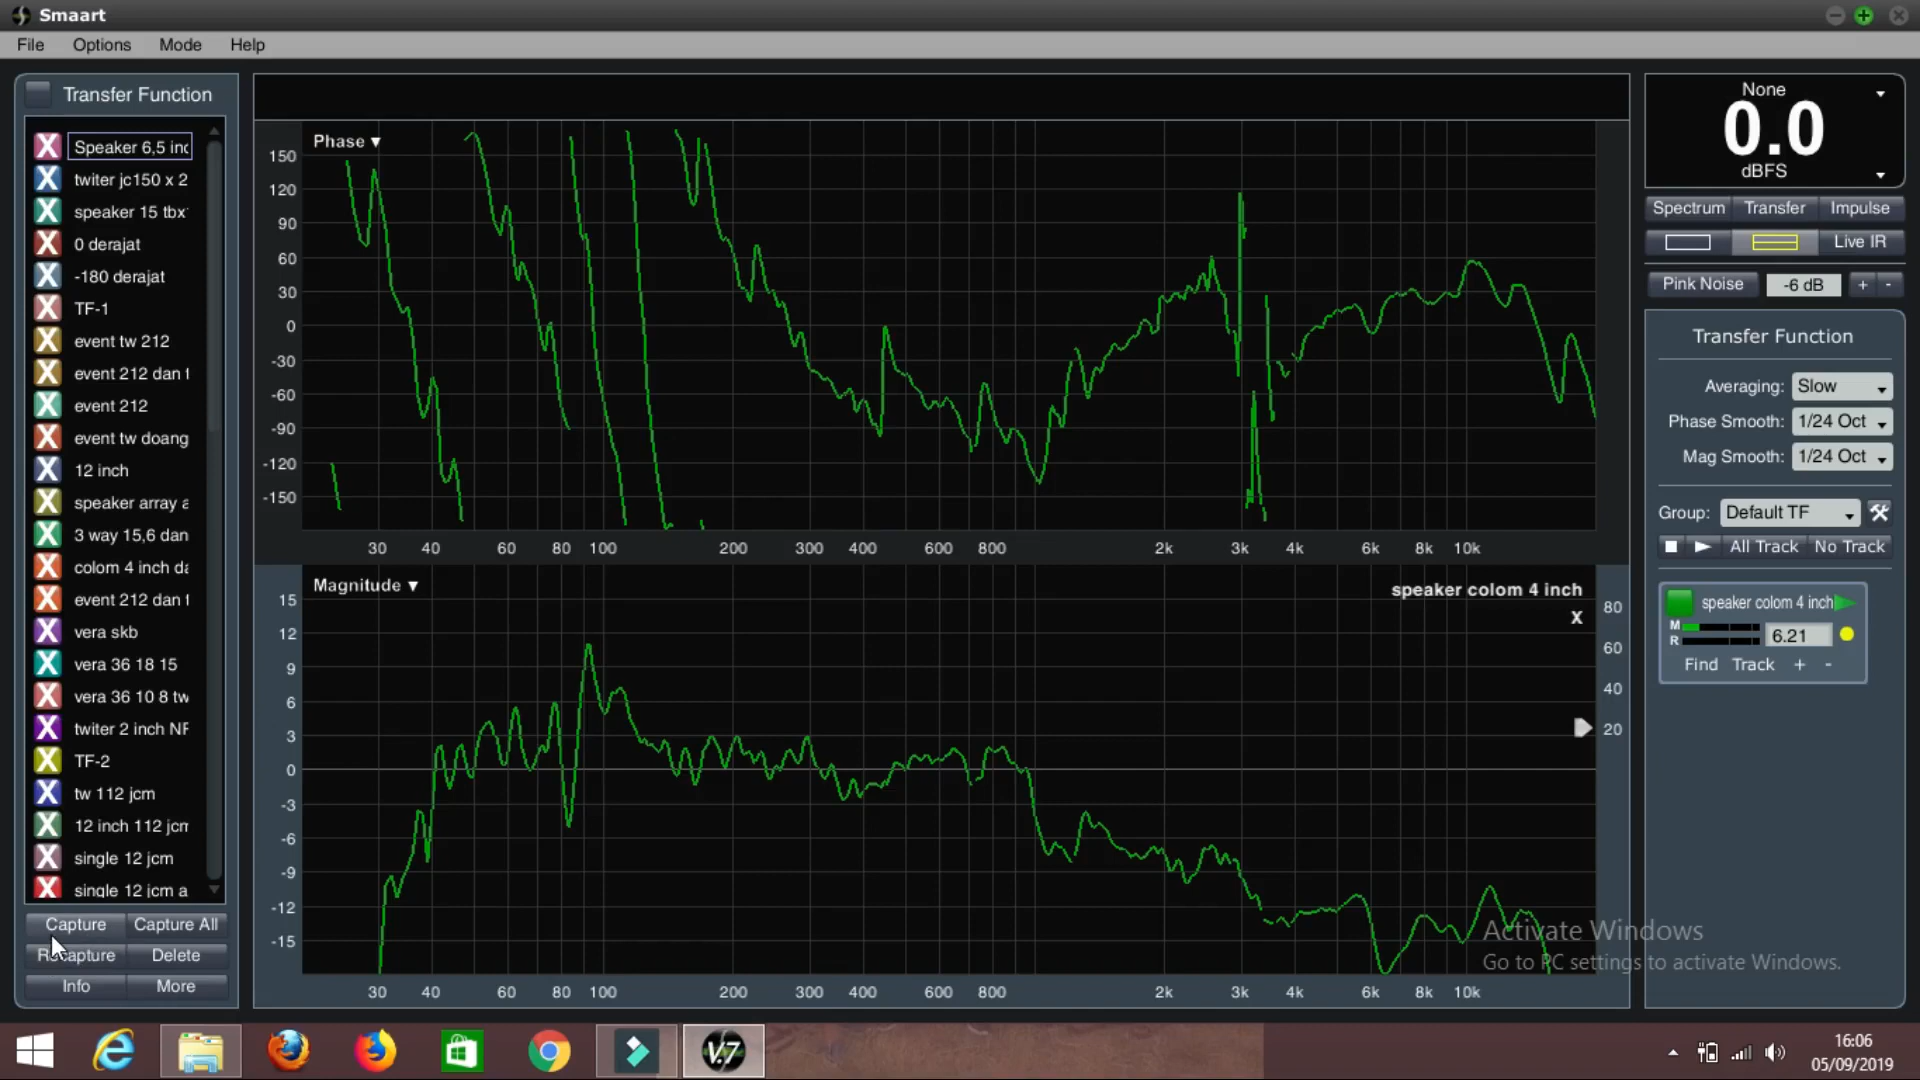 Smaart
File Options Mode Help
Transfer Function
Speaker 6,5 inc
twiter jc150 x 2
speaker 15 tbx
0 derajat
-180 derajat
TF-1
event tw 212
event 212 dan t
event 212
event tw doang
12 inch
speaker array a
3 way 15,6 dan
colom 4 inch da
event 212 dan t
vera skb
vera 36 18 15
vera 36 10 8 tw
twiter 2 inch NF
TF-2
tw 112 jcm
12 inch 112 jcm
single 12 jcm
single 12 jcm a
Capture Capture All
Recapture Delete
Info More
Phase ▼
150
120
90
60
30
0
-30
-60
-90
-120
-150
30 40 60 80 100 200 300 400 600 800 2k 3k 4k 6k 8k 10k
Magnitude ▼
speaker colom 4 inch
X
15
12
9
6
3
0
-3
-6
-9
-12
-15
80
60
40
20
30 40 60 80 100 200 300 400 600 800 2k 3k 4k 6k 8k 10k
None
0.0
dBFS
Spectrum Transfer Impulse
Live IR
Pink Noise -6 dB + -
Transfer Function
Averaging: Slow
Phase Smooth: 1/24 Oct
Mag Smooth: 1/24 Oct
Group: Default TF
All Track No Track
speaker colom 4 inch
M
R
6.21
Find Track + -
Activate Windows
Go to PC settings to activate Windows.
V.7
16:06
05/09/2019